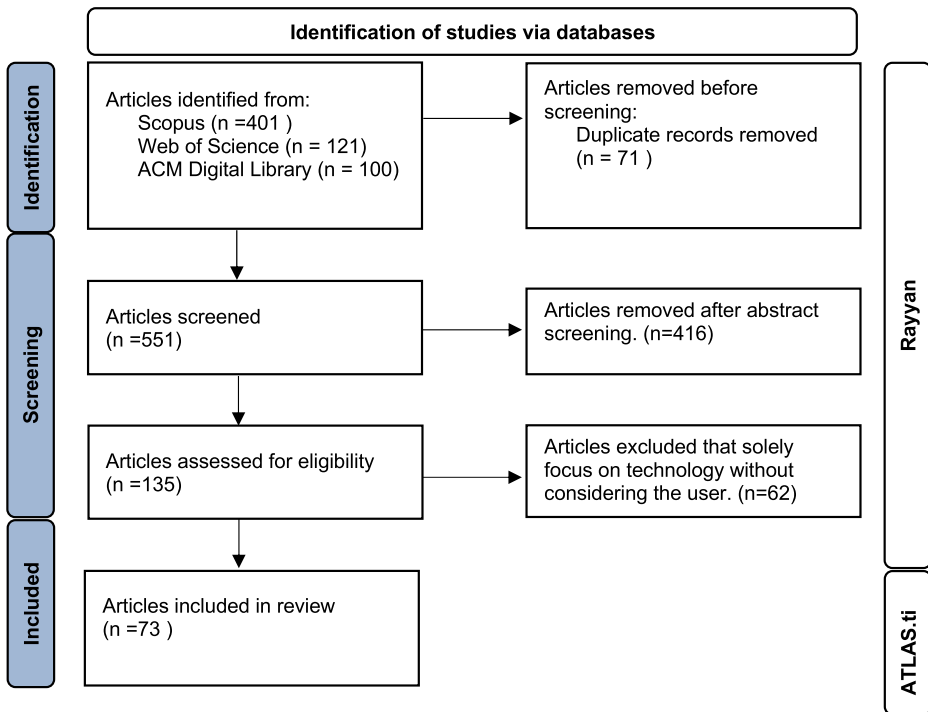 Identification of studies via databases
Identification
Articles identified from:
Scopus (n =401 )
Web of Science (n = 121)
ACM Digital Library (n = 100)
Articles removed before
screening:
Duplicate records removed
(n = 71 )
Screening
Articles screened
(n =551)
Articles removed after abstract
screening. (n=416)
Articles assessed for eligibility
(n =135)
Articles excluded that solely
focus on technology without
considering the user. (n=62)
Included
Articles included in review
(n =73 )
Rayyan
ATLAS.ti